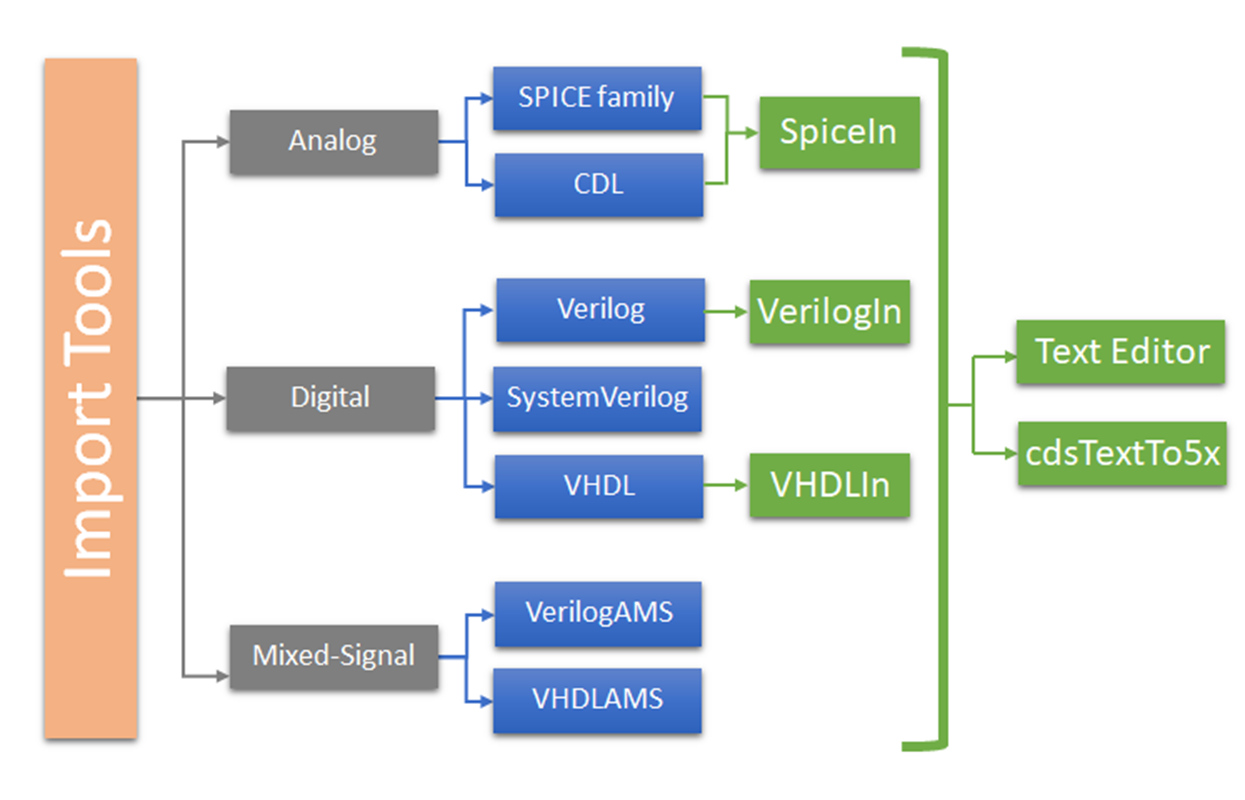 Import Tools
Analog
SPICE family
CDL
SpiceIn
Digital
Verilog
VerilogIn
SystemVerilog
VHDL
VHDLIn
Mixed-Signal
VerilogAMS
VHDLAMS
Text Editor
cdsTextTo5x